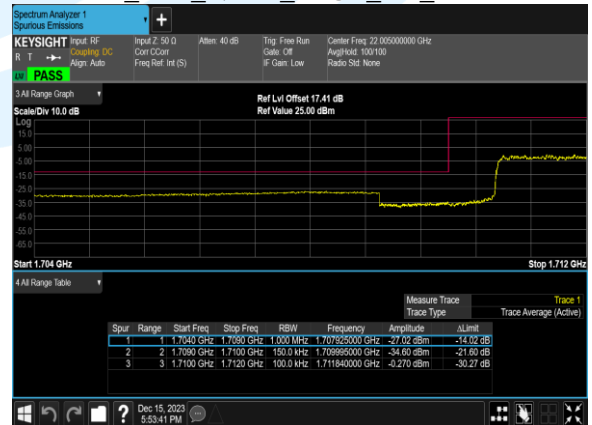 Spectrum Analyzer 1
Spurious Emissions
+
KEYSIGHT Input: RF Input Z: 50 Ω Atten: 40 dB Trig: Free Run Center Freq: 22.005000000 GHz
R T Coupling: DC Corr CCorr Gate: Off Avg|Hold: 100/100
Align: Auto Freq Ref: Int (S) IF Gain: Low Radio Std: None
LV PASS
3 All Range Graph
Ref Lvl Offset 17.41 dB
Scale/Div 10.0 dB Ref Value 25.00 dBm
Log
15.0
5.00
-5.00
-15.0
-25.0
-35.0
-45.0
-55.0
-65.0
Start 1.704 GHz Stop 1.712 GHz
4 All Range Table
Measure Trace Trace 1
Trace Type Trace Average (Active)
Spur Range Start Freq Stop Freq RBW Frequency Amplitude ΔLimit
1 1 1.7040 GHz 1.7090 GHz 1.000 MHz 1.707925000 GHz -27.02 dBm -14.02 dB
2 2 1.7090 GHz 1.7100 GHz 150.0 kHz 1.709995000 GHz -34.60 dBm -21.60 dB
3 3 1.7100 GHz 1.7120 GHz 100.0 kHz 1.711840000 GHz -0.270 dBm -30.27 dB
? Dec 15, 2023
5:53:41 PM